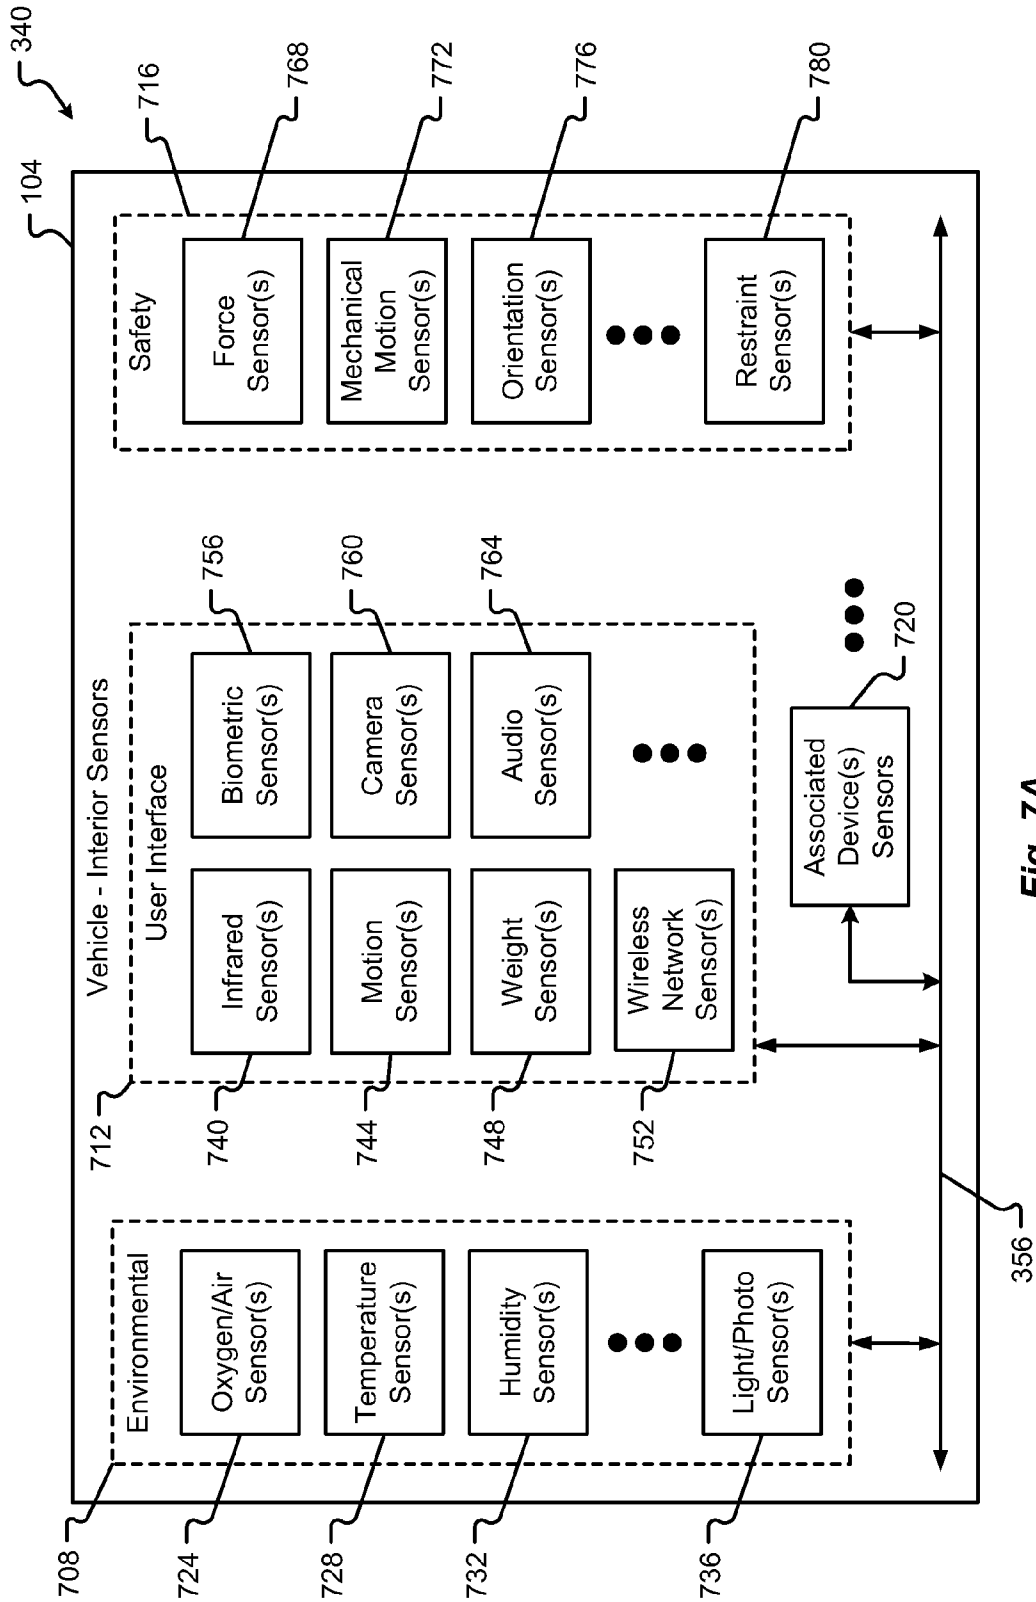 340
104
716
Vehicle - Interior Sensors
Environmental
708
Oxygen/Air
Sensor(s)
724
Temperature
Sensor(s)
728
Humidity
Sensor(s)
732
Light/Photo
Sensor(s)
736
User Interface
712
Infrared
Sensor(s)
740
Biometric
Sensor(s)
756
Motion
Sensor(s)
744
Camera
Sensor(s)
760
Weight
Sensor(s)
748
Audio
Sensor(s)
764
Wireless
Network
Sensor(s)
752
Safety
Force
Sensor(s)
768
Mechanical
Motion
Sensor(s)
772
Orientation
Sensor(s)
776
Restraint
Sensor(s)
780
Associated
Device(s)
Sensors
720
356
Fig. 7A